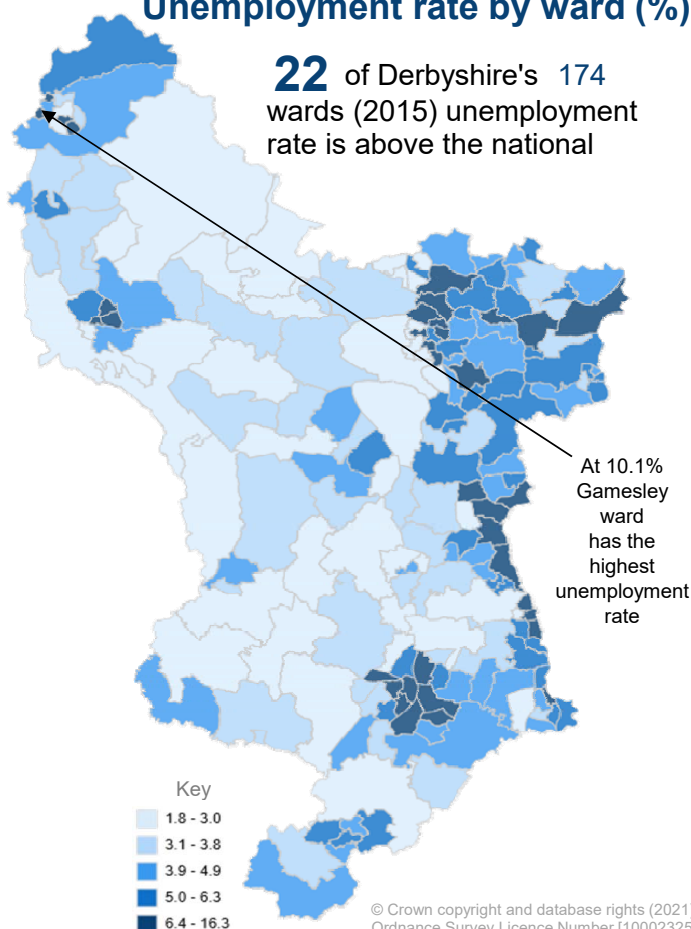 Unemployment rate by ward (%)
22 of Derbyshire's 174
wards (2015) unemployment
rate is above the national
At 10.1%
Gamesley
ward
has the
highest
unemployment
rate
Key
1.8 - 3.0
3.1 - 3.8
3.9 - 4.9
5.0 - 6.3
6.4 - 16.3
© Crown copyright and database rights (2021)
Ordnance Survey Licence Number [10002325